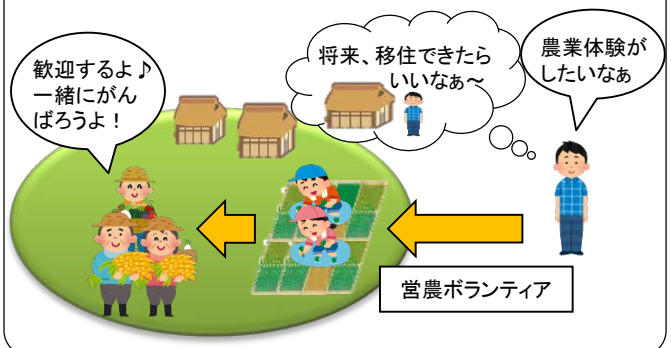 歓迎するよ♪
一緒にがん
ばろうよ！
将来、移住できたら
いいなぁ～
農業体験が
したいなぁ
営農ボランティア